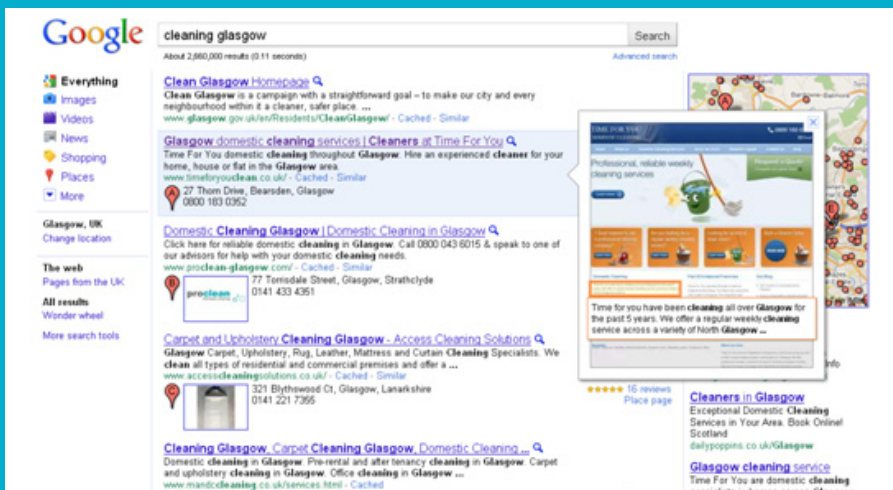 Google
cleaning glasgow
Search
About 2,660,000 results (0.11 seconds)
Advanced search
Everything
Images
Videos
News
Shopping
Places
More
Glasgow, UK
Change location
The web
Pages from the UK
All results
Wonder wheel
More search tools
Clean Glasgow Homepage
Clean Glasgow is a campaign with a straightforward goal – to make our city and every
neighbourhood within it a cleaner, safer place. ...
www.glasgow.gov.uk/en/Residents/CleanGlasgow/ - Cached - Similar
Glasgow domestic cleaning services | Cleaners at Time For You
Time For You domestic cleaning throughout Glasgow. Hire an experienced cleaner for your
home, house or flat in the Glasgow area.
www.timeforyouclean.co.uk/ - Cached - Similar
A
27 Thorn Drive, Bearsden, Glasgow
0800 183 0352
Domestic Cleaning Glasgow | Domestic Cleaning in Glasgow
Click here for reliable domestic cleaning in Glasgow. Call 0800 043 6015 & speak to one of
our advisors for help with your domestic cleaning needs.
www.proclean-glasgow.com/ - Cached - Similar
B
proclean
77 Torrisdale Street, Glasgow, Strathclyde
0141 433 4351
Carpet and Upholstery Cleaning Glasgow - Access Cleaning Solutions
Glasgow Carpet, Upholstery, Rug, Leather, Mattress and Curtain Cleaning Specialists. We
clean all types of residential and commercial premises and offer a ...
www.accesscleaningsolutions.co.uk/ - Cached - Similar
C
321 Blythswood Ct, Glasgow, Lanarkshire
0141 221 7355
16 reviews
Place page
Cleaning Glasgow, Carpet Cleaning Glasgow, Domestic Cleaning ...
Domestic cleaning in Glasgow. Pre-rental and after tenancy cleaning in Glasgow. Carpet
and upholstery cleaning in Glasgow. Office cleaning in Glasgow ...
www.mandccleaning.co.uk/services.html - Cached
TIME FOR YOU
Professional, reliable weekly
cleaning services
Request a Quote
Time for you have been cleaning all over Glasgow for
the past 5 years. We offer a regular weekly cleaning
service across a variety of North Glasgow ...
Cleaners in Glasgow
Exceptional Domestic Cleaning
Services in Your Area. Book Online!
Scotland
dailypoppins.co.uk/Glasgow
Glasgow cleaning service
Time For You are domestic cleaning